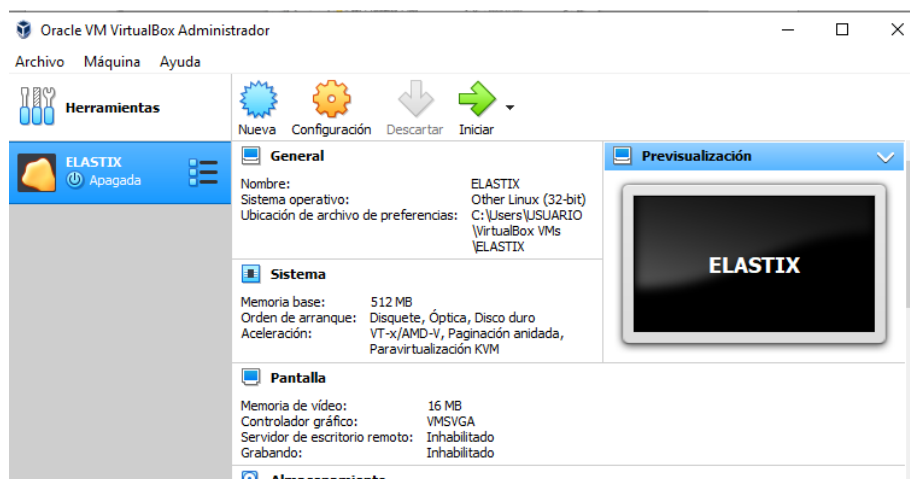 Oracle VM VirtualBox Administrador
Archivo Máquina Ayuda
Herramientas
Nueva Configuración Descartar Iniciar
ELASTIX
Apagada
General
Nombre: ELASTIX
Sistema operativo: Other Linux (32-bit)
Ubicación de archivo de preferencias: C:\Users\USUARIO
\VirtualBox VMs
\ELASTIX
Sistema
Memoria base: 512 MB
Orden de arranque: Disquete, Óptica, Disco duro
Aceleración: VT-x/AMD-V, Paginación anidada,
Paravirtualización KVM
Previsualización
ELASTIX
Pantalla
Memoria de vídeo: 16 MB
Controlador gráfico: VMSVGA
Servidor de escritorio remoto: Inhabilitado
Grabando: Inhabilitado
Almacenamiento